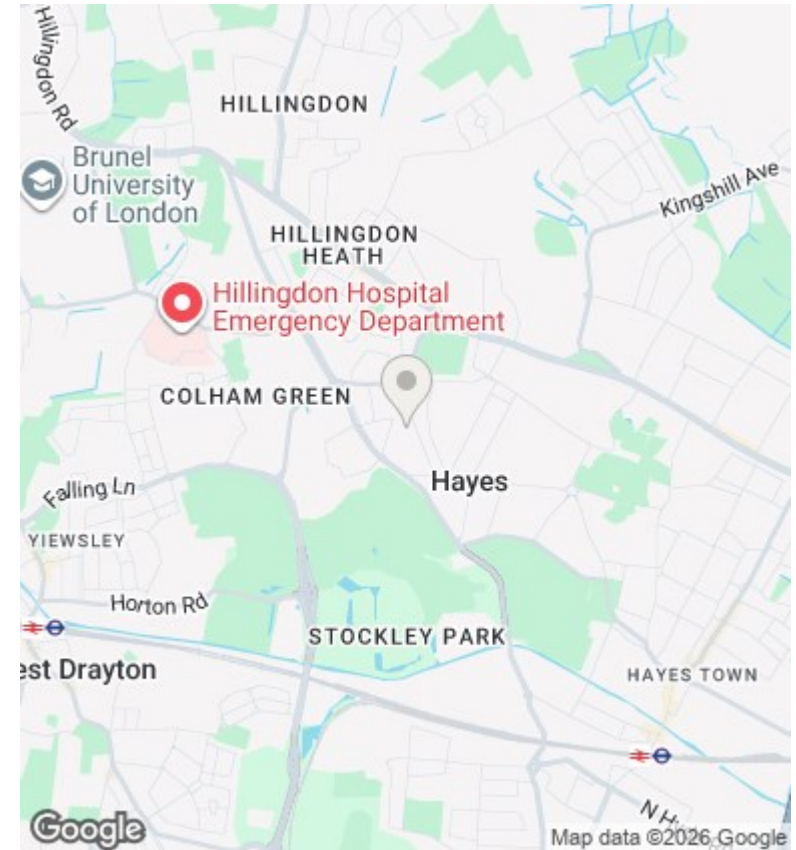 Hillingdon Rd
HILLINGDON
Brunel
University
of London
Kingshill Ave
HILLINGDON
HEATH
Hillingdon Hospital
Emergency Department
COLHAM GREEN
Hayes
Falling Ln
YIEWSLEY
Horton Rd
STOCKLEY PARK
est Drayton
HAYES TOWN
N H
Google
Map data ©2026 Google